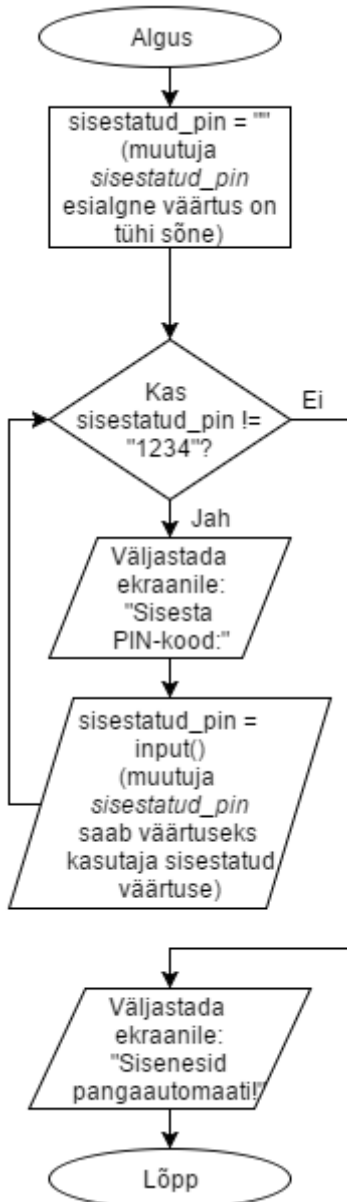 Algus
sisestatud_pin = ""
(muutuja
sisestatud_pin
esialgne väärtus on
tühi sõne)
Kas
sisestatud_pin !=
"1234"?
Ei
Jah
Väljastada
ekraanile:
"Sisesta
PIN-kood:"
sisestatud_pin =
input()
(muutuja
sisestatud_pin
saab väärtuseks
kasutaja sisestatud
väärtuse)
Väljastada
ekraanile:
"Sisenesid
pangaautomaati!"
Lõpp